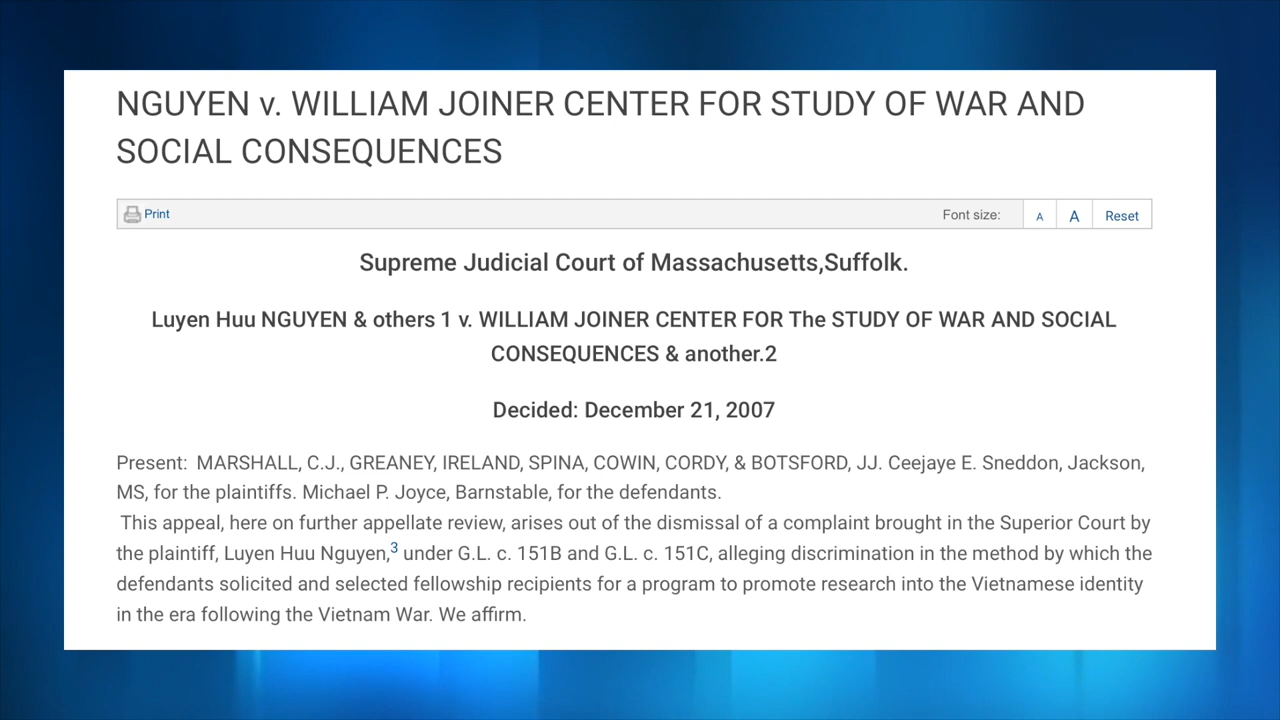 NGUYEN v. WILLIAM JOINER CENTER FOR STUDY OF WAR AND
SOCIAL CONSEQUENCES
Print
Font size:
A
A
Reset
Supreme Judicial Court of Massachusetts,Suffolk.
Luyen Huu NGUYEN & others 1 v. WILLIAM JOINER CENTER FOR The STUDY OF WAR AND SOCIAL
CONSEQUENCES & another.2
Decided: December 21, 2007
Present:  MARSHALL, C.J., GREANEY, IRELAND, SPINA, COWIN, CORDY, & BOTSFORD, JJ. Ceejaye E. Sneddon, Jackson,
MS, for the plaintiffs. Michael P. Joyce, Barnstable, for the defendants.
This appeal, here on further appellate review, arises out of the dismissal of a complaint brought in the Superior Court by
the plaintiff, Luyen Huu Nguyen,3 under G.L. c. 151B and G.L. c. 151C, alleging discrimination in the method by which the
defendants solicited and selected fellowship recipients for a program to promote research into the Vietnamese identity
in the era following the Vietnam War. We affirm.